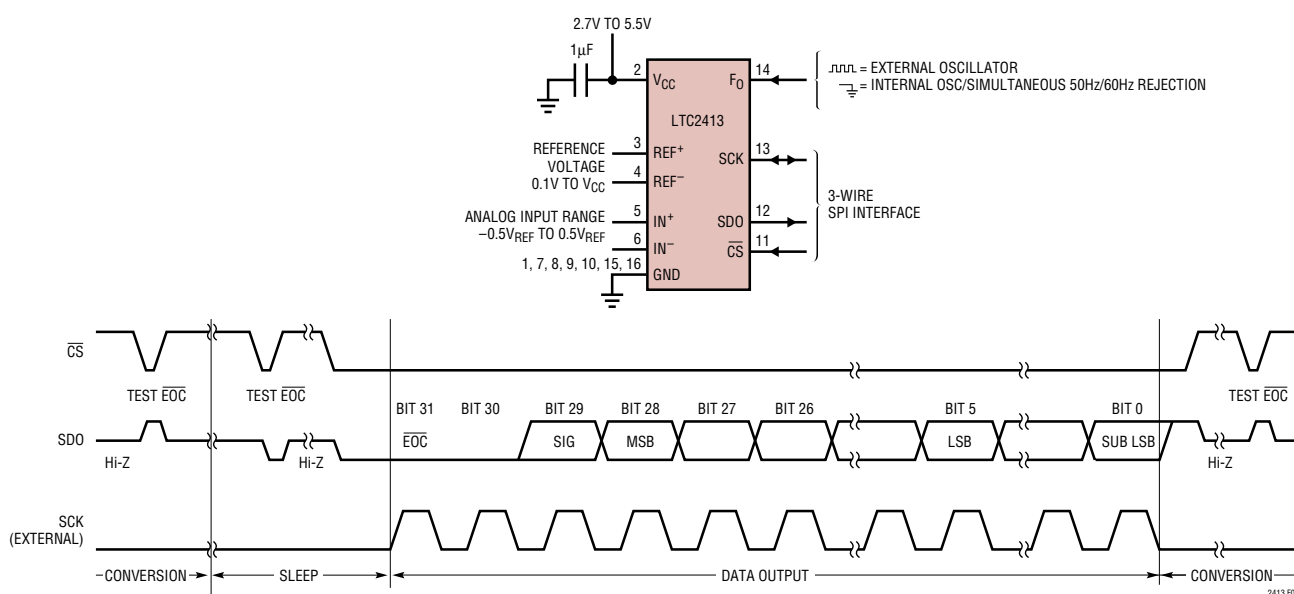 2.7V TO 5.5V
1µF
2
VCC
FO
14
= EXTERNAL OSCILLATOR
= INTERNAL OSC/SIMULTANEOUS 50Hz/60Hz REJECTION
LTC2413
REFERENCE
VOLTAGE
0.1V TO VCC
3
REF+
4
REF–
SCK
13
3-WIRE
SPI INTERFACE
ANALOG INPUT RANGE
–0.5VREF TO 0.5VREF
5
IN+
6
IN–
SDO
12
CS
11
1, 7, 8, 9, 10, 15, 16
GND
CS
TEST EOC
TEST EOC
TEST EOC
BIT 31
BIT 30
BIT 29
BIT 28
BIT 27
BIT 26
BIT 5
BIT 0
SDO
Hi-Z
Hi-Z
EOC
SIG
MSB
LSB
SUB LSB
Hi-Z
SCK
(EXTERNAL)
CONVERSION
SLEEP
DATA OUTPUT
CONVERSION